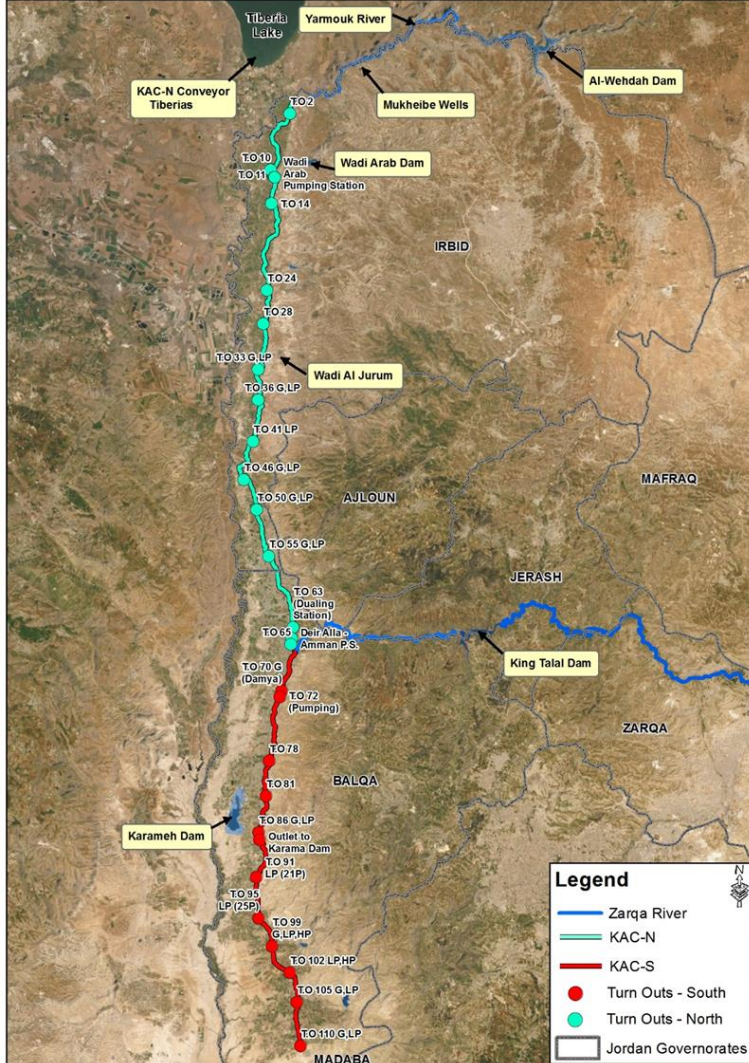 Tiberia
Lake
Yarmouk River
Al-Wehdah Dam
KAC-N Conveyor
Tiberias
Mukheibe Wells
T.O 2
T.O 10
T.O 11
Wadi
Arab
Pumping Station
Wadi Arab Dam
T.O 14
IRBID
T.O 24
T.O 28
T.O 33 G,LP
Wadi Al Jurum
T.O 36 G,LP
T.O 41 LP
T.O 46 G,LP
MAFRAQ
AJLOUN
T.O 50 G,LP
T.O 55 G,LP
JERASH
T.O 63
(Dualing
Station)
T.O 65
Deir Alla -
Amman P.S.
King Talal Dam
T.O 70 G
(Damya)
T.O 72
(Pumping)
ZARQA
T.O 78
BALQA
T.O 81
T.O 86 G,LP
Karameh Dam
Outlet to
Karama Dam
T.O 91
LP (21P)
T.O 95
LP (25P)
T.O 99
G,LP,HP
T.O 102 LP,HP
T.O 105 G,LP
T.O 110 G,LP
MADABA
Legend
N
Zarqa River
KAC-N
KAC-S
Turn Outs - South
Turn Outs - North
Jordan Governorates